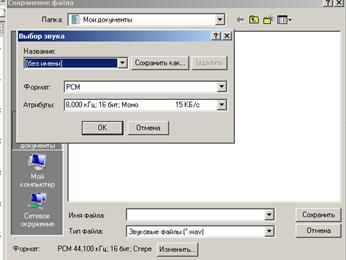 Сохранение файла
Папка: Мои документы
Выбор звука
Название:
[без имени] Сохранить как... Удалить
Формат: PCM
Атрибуты: 8,000 кГц; 16 бит; Моно 15 КБ/с
OK Отмена
документы
Мой
компьютер
Сетевое
окружение
Имя файла: Сохранить
Тип файла: Звуковые файлы (*.wav) Отмена
Формат: PCM 44,100 кГц; 16 бит; Стере Изменить...